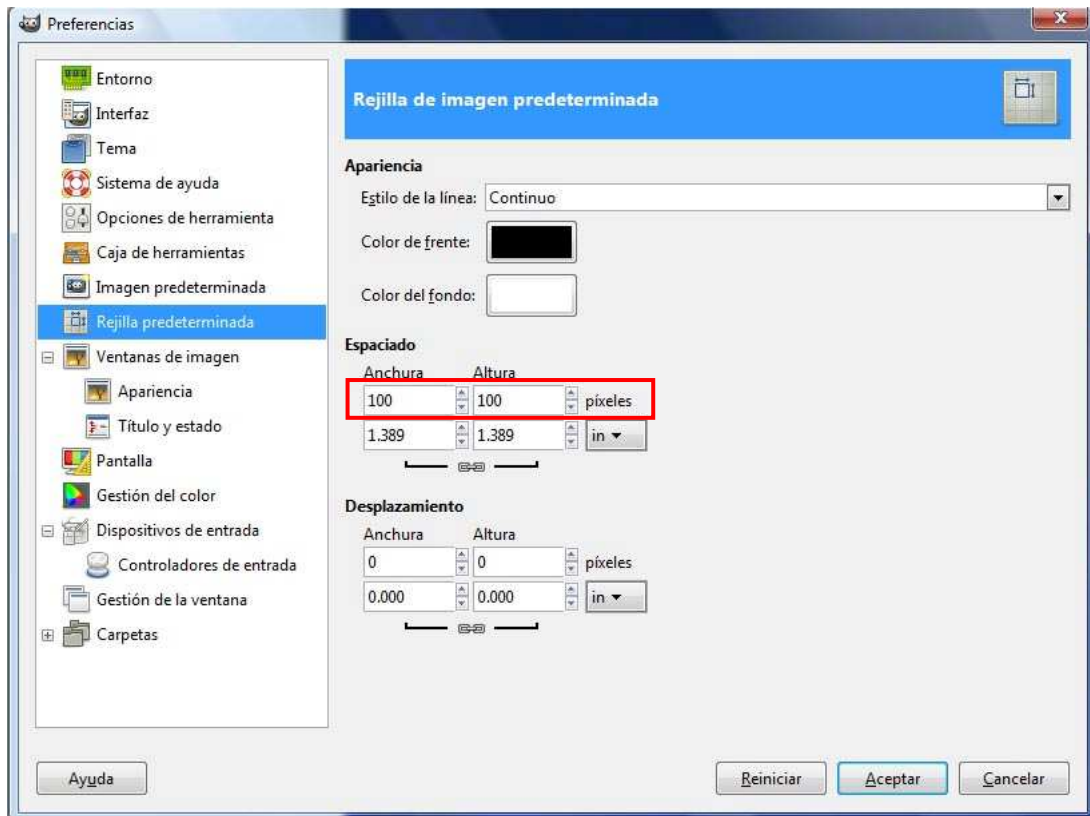 Preferencias
Entorno
Interfaz
Tema
Sistema de ayuda
Opciones de herramienta
Caja de herramientas
Imagen predeterminada
Rejilla predeterminada
Ventanas de imagen
Apariencia
Título y estado
Pantalla
Gestión del color
Dispositivos de entrada
Controladores de entrada
Gestión de la ventana
Carpetas
Rejilla de imagen predeterminada
Apariencia
Estilo de la línea: Continuo
Color de frente:
Color del fondo:
Espaciado
Anchura Altura
100 100 píxeles
1.389 1.389 in
Desplazamiento
Anchura Altura
0 0 píxeles
0.000 0.000 in
Ayuda Reiniciar Aceptar Cancelar